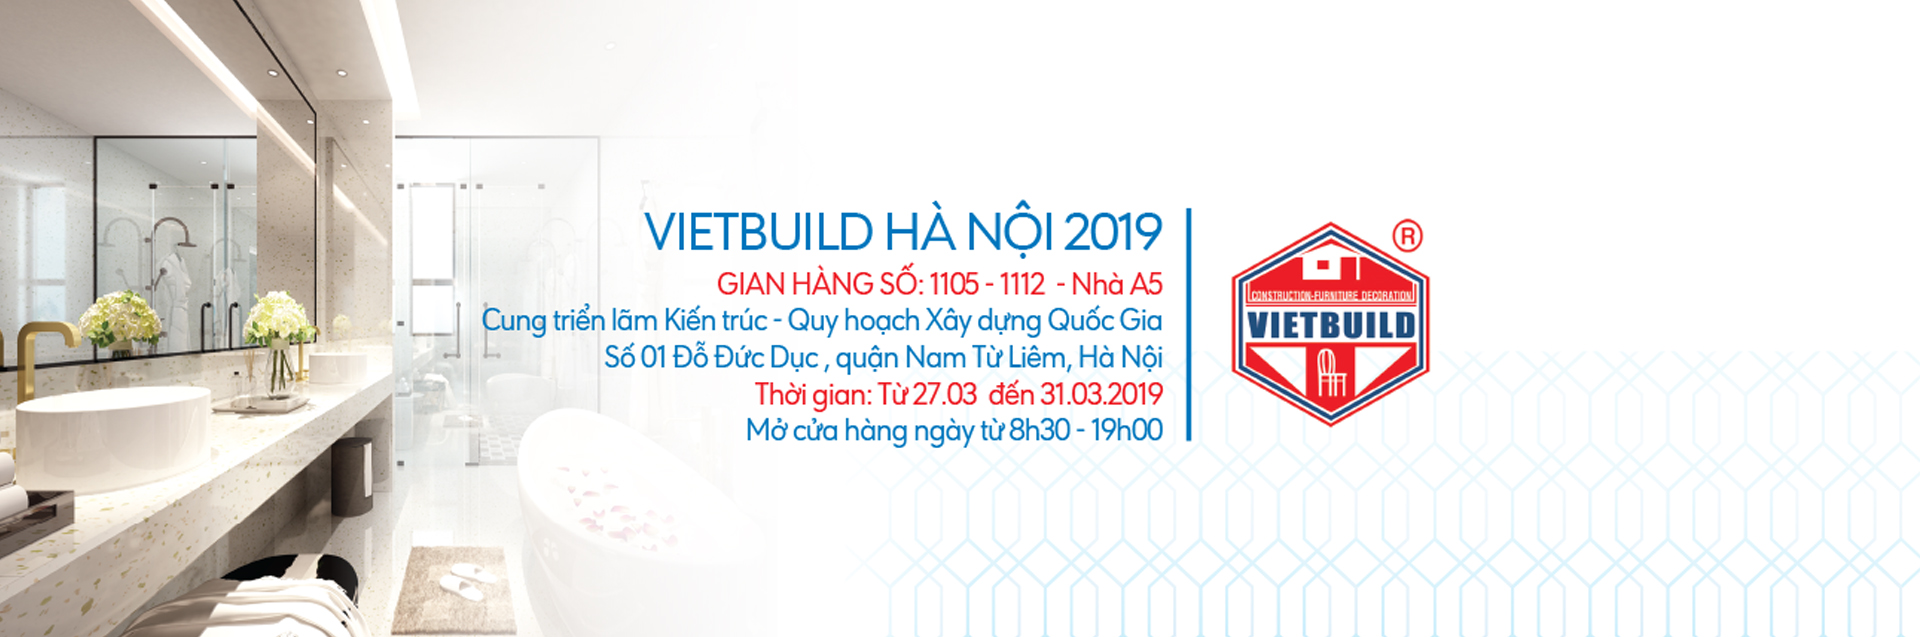 VIETBUILD HÀ NỘI 2019
GIAN HÀNG SỐ: 1105 - 1112 - Nhà A5
Cung triển lãm Kiến trúc - Quy hoạch Xây dựng Quốc Gia
Số 01 Đỗ Đức Dục , quận Nam Từ Liêm, Hà Nội
Thời gian: Từ 27.03 đến 31.03.2019
Mở cửa hàng ngày từ 8h30 - 19h00
®
CONSTRUCTION-FURNITURE DECORATION
VIETBUILD